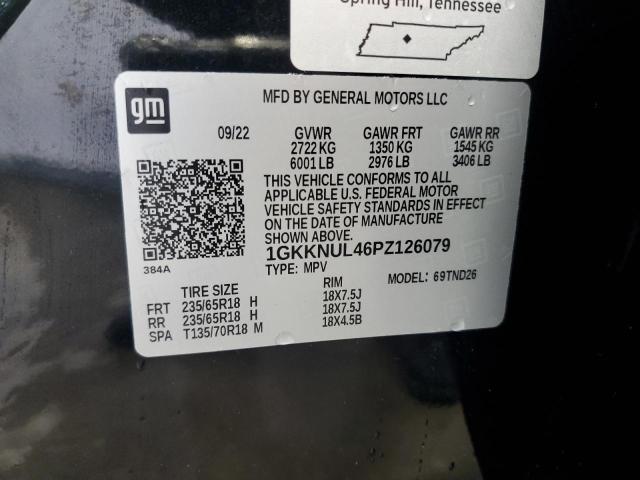 Spring Hill, Tennessee
gm
MFD BY GENERAL MOTORS LLC
09/22 GVWR GAWR FRT GAWR RR
2722 KG 1350 KG 1545 KG
6001 LB 2976 LB 3406 LB
THIS VEHICLE CONFORMS TO ALL
APPLICABLE U.S. FEDERAL MOTOR
VEHICLE SAFETY STANDARDS IN EFFECT
ON THE DATE OF MANUFACTURE
SHOWN ABOVE.
384A
1GKKNUL46PZ126079
TYPE: MPV MODEL: 69TND26
TIRE SIZE RIM
FRT 235/65R18 H 18X7.5J
RR 235/65R18 H 18X7.5J
SPA T135/70R18 M 18X4.5B